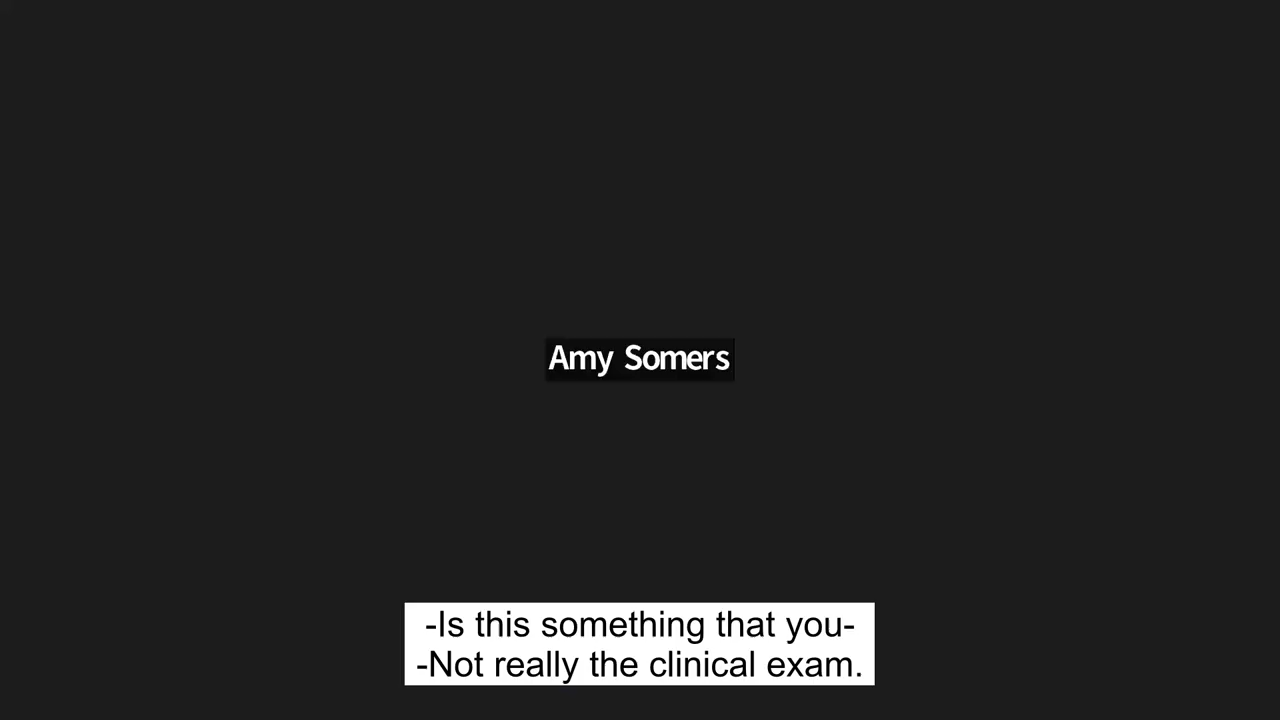 Amy Somers
-Is this something that you-
-Not really the clinical exam.